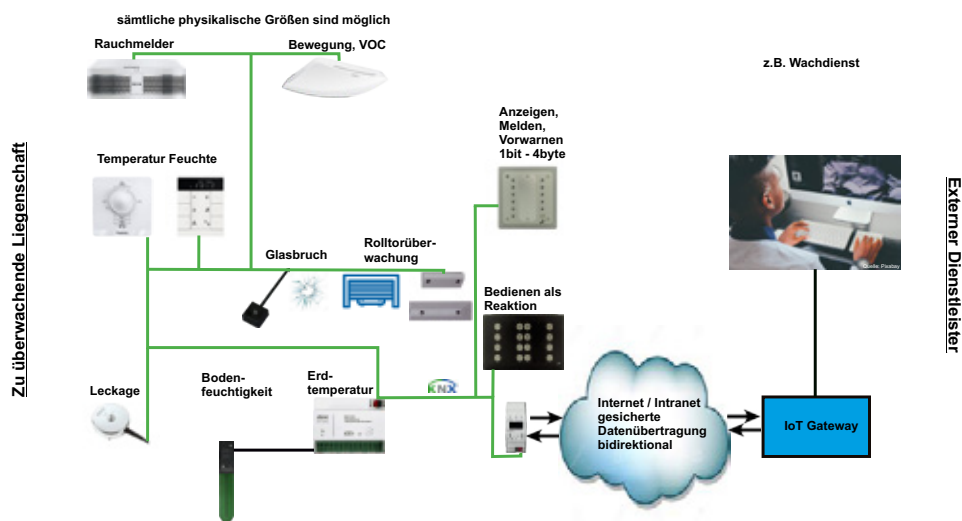 sämtliche physikalische Größen sind möglich
Rauchmelder
Bewegung, VOC
z.B. Wachdienst
Anzeigen,
Melden,
Vorwarnen
1bit - 4byte
Temperatur Feuchte
Zu überwachende Liegenschaft
Externer Dienstleister
Quelle: Pixabay
Glasbruch
Rolltorüber-
wachung
Bedienen als
Reaktion
Leckage
Boden-
feuchtigkeit
Erd-
temperatur
KNX
Internet / Intranet
gesicherte
Datenübertragung
bidirektional
IoT Gateway